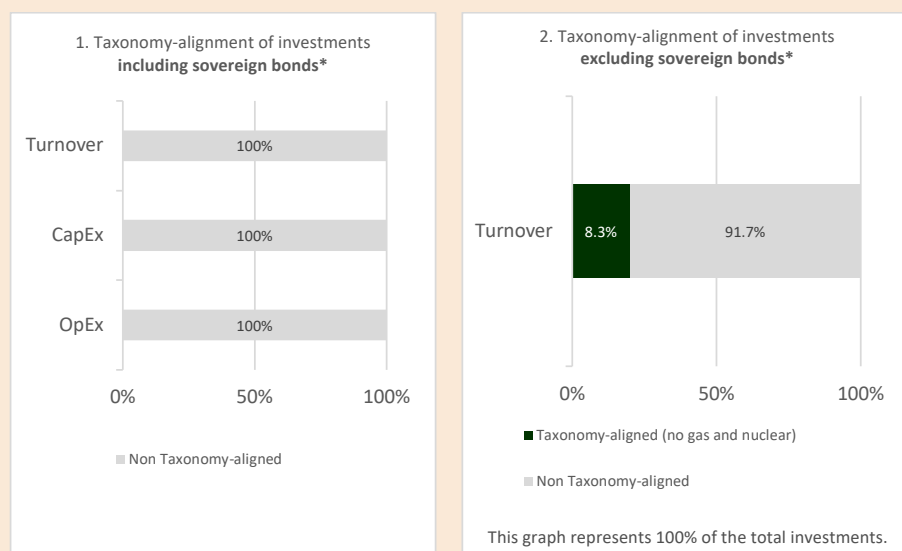 1. Taxonomy-alignment of investments
including sovereign bonds*
Turnover
100%
CapEx
100%
OpEx
100%
0%
50%
100%
Non Taxonomy-aligned
2. Taxonomy-alignment of investments
excluding sovereign bonds*
Turnover
8.3%
91.7%
0%
50%
100%
Taxonomy-aligned (no gas and nuclear)
Non Taxonomy-aligned
This graph represents 100% of the total investments.